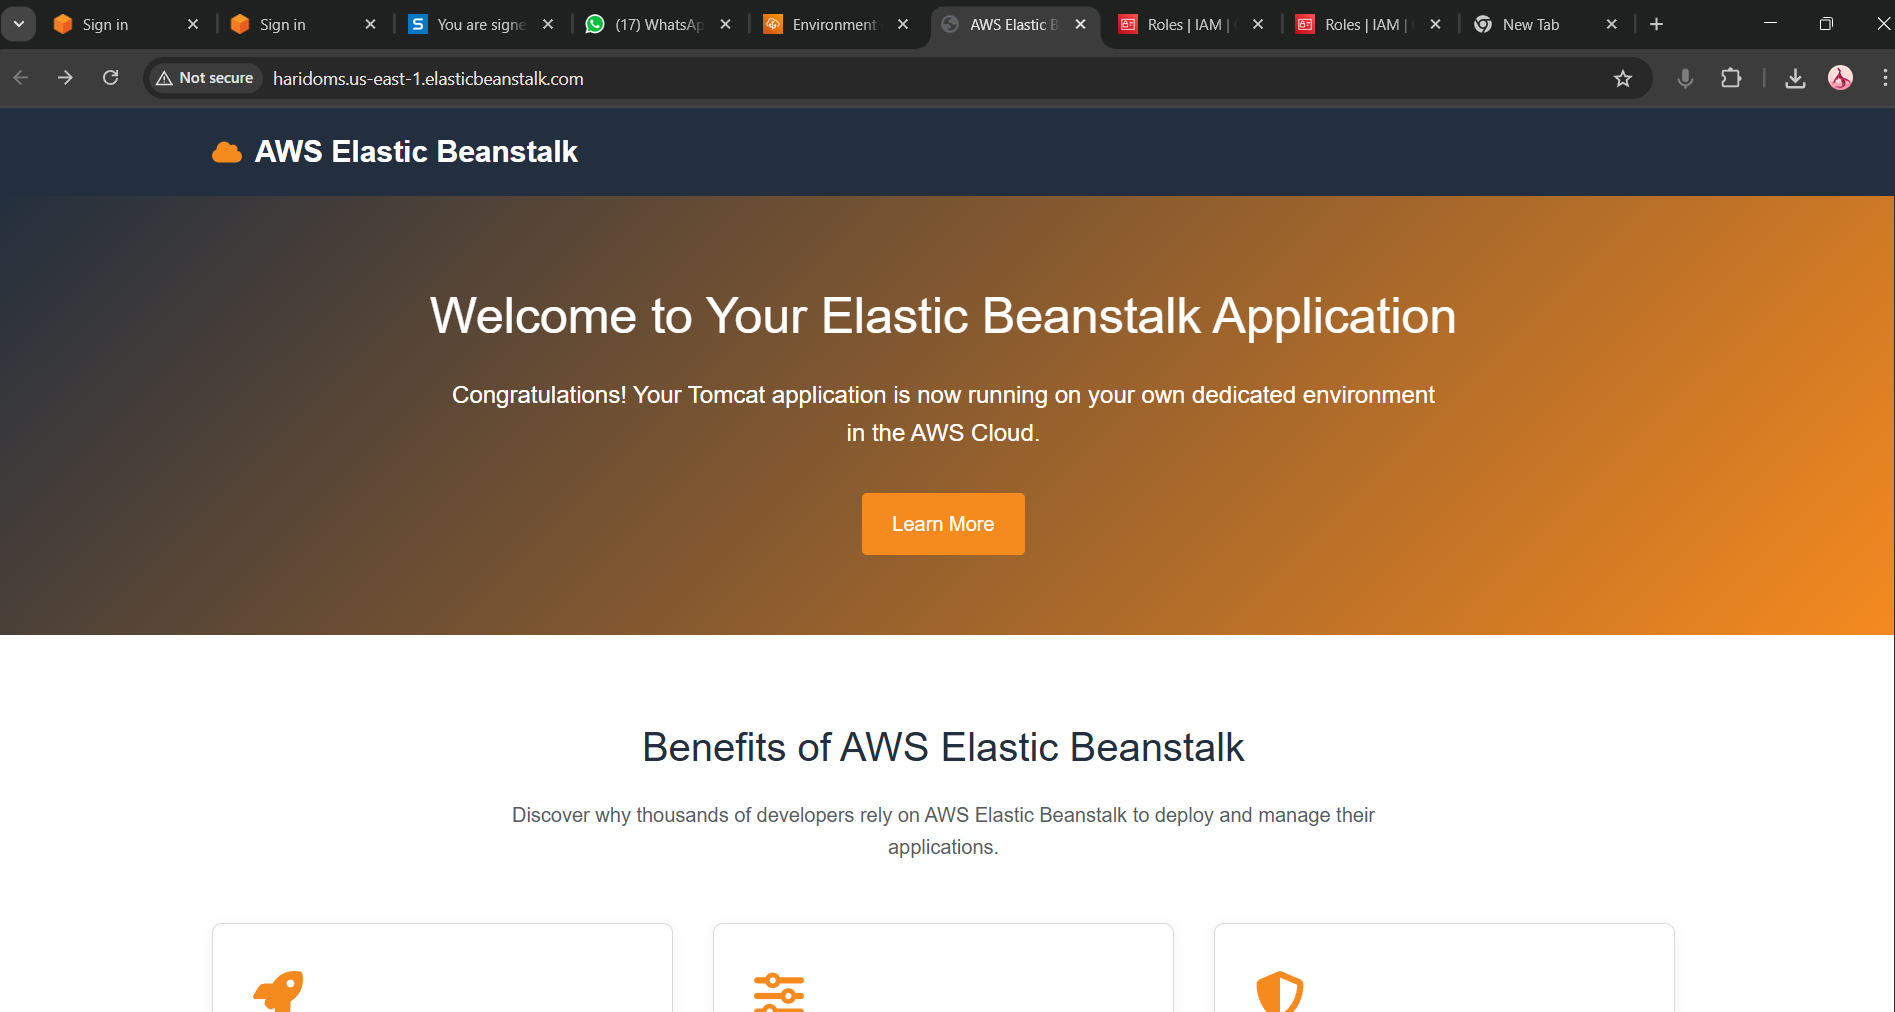 Sign in
Sign in
You are signe
(17) WhatsAp
Environment
AWS Elastic B
Roles | IAM |
Roles | IAM |
New Tab
Not secure
haridoms.us-east-1.elasticbeanstalk.com
AWS Elastic Beanstalk
Welcome to Your Elastic Beanstalk Application
Congratulations! Your Tomcat application is now running on your own dedicated environment
in the AWS Cloud.
Learn More
Benefits of AWS Elastic Beanstalk
Discover why thousands of developers rely on AWS Elastic Beanstalk to deploy and manage their
applications.